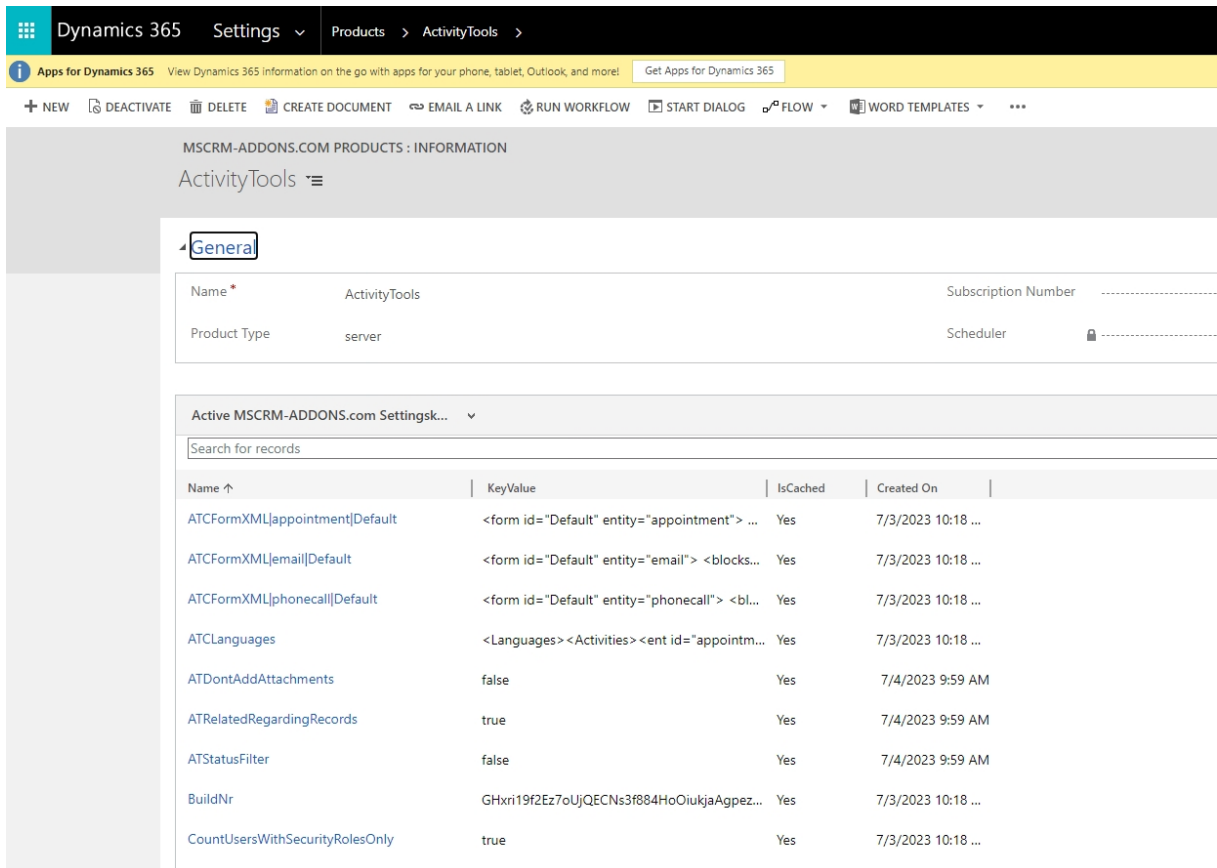 Dynamics 365 Settings Products > ActivityTools >
Apps for Dynamics 365 View Dynamics 365 information on the go with apps for your phone, tablet, Outlook, and more! Get Apps for Dynamics 365
NEW DEACTIVATE DELETE CREATE DOCUMENT EMAIL A LINK RUN WORKFLOW START DIALOG FLOW WORD TEMPLATES •••
MSCRM-ADDONS.COM PRODUCTS : INFORMATION
ActivityTools
General
Name* ActivityTools Subscription Number
Product Type server Scheduler
Active MSCRM-ADDONS.com Settingsk...
Search for records
Name ↑ KeyValue IsCached Created On
ATCFormXML|appointment|Default <form id="Default" entity="appointment"> ... Yes 7/3/2023 10:18 ...
ATCFormXML|email|Default <form id="Default" entity="email"> <blocks... Yes 7/3/2023 10:18 ...
ATCFormXML|phonecall|Default <form id="Default" entity="phonecall"> <bl... Yes 7/3/2023 10:18 ...
ATCLanguages <Languages><Activities><ent id="appointm... Yes 7/3/2023 10:18 ...
ATDontAddAttachments false Yes 7/4/2023 9:59 AM
ATRelatedRegardingRecords true Yes 7/4/2023 9:59 AM
ATStatusFilter false Yes 7/4/2023 9:59 AM
BuildNr GHxri19f2Ez7oUjQECNs3f884HoOiukjaAgpez... Yes 7/3/2023 10:18 ...
CountUsersWithSecurityRolesOnly true Yes 7/3/2023 10:18 ...